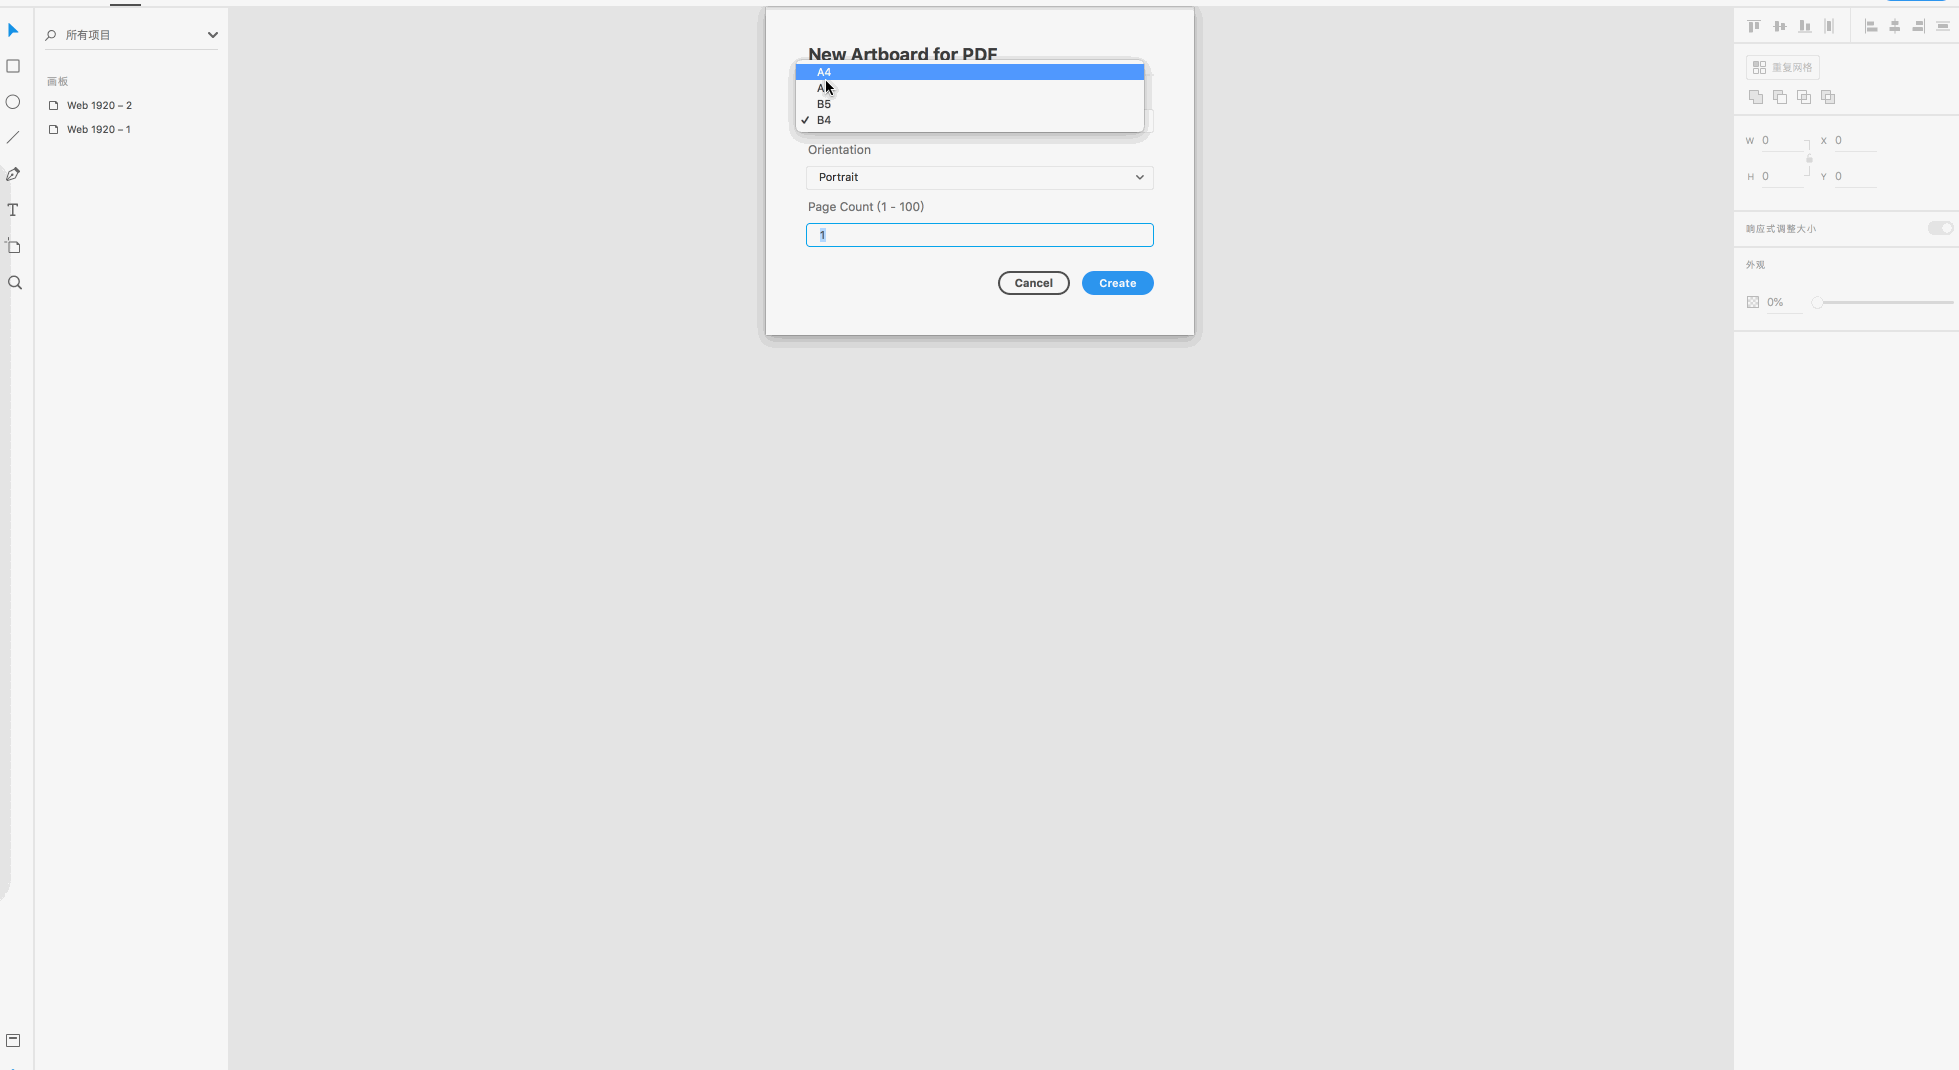 所有项目
画板
Web 1920 – 2
Web 1920 – 1
T
New Artboard for PDF
A4
B5
✓ B4
Orientation
Portrait
Page Count (1 - 100)
1
Cancel
Create
重复网格
W 0 X 0
H 0 Y 0
响应式调整大小
外观
0%